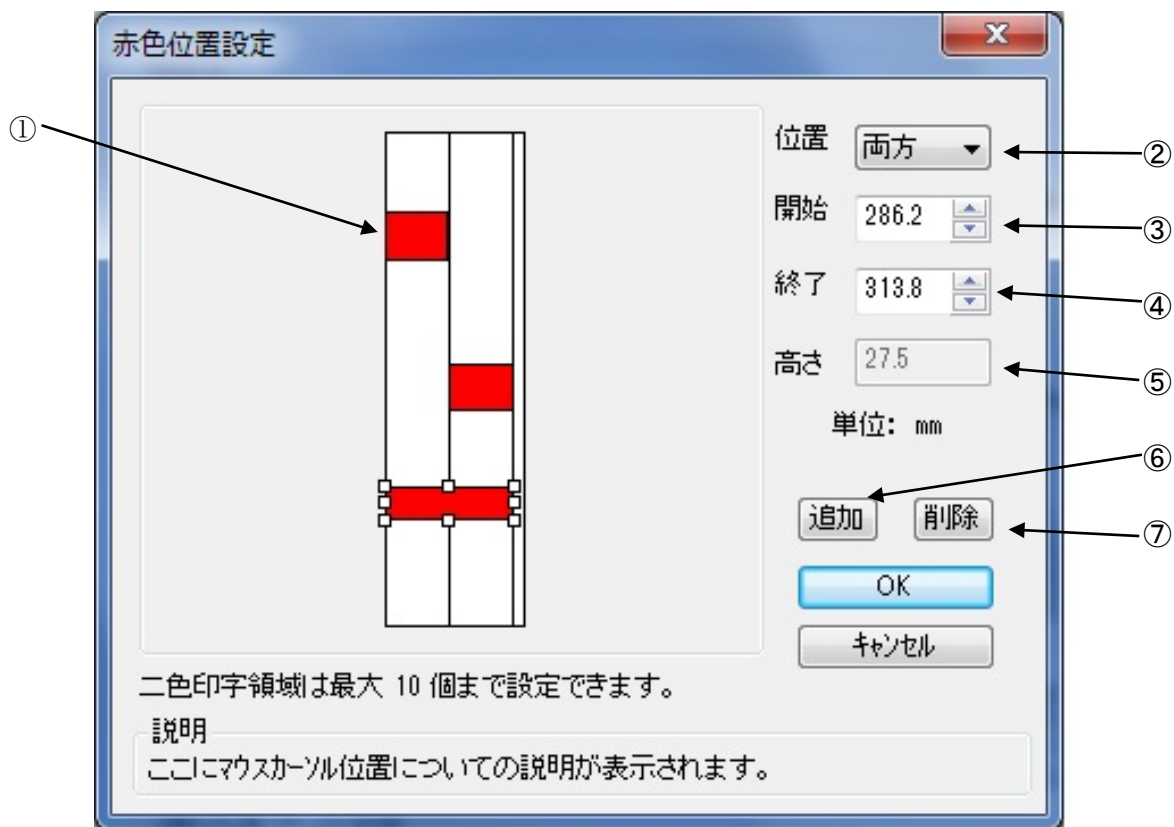 赤色位置設定
①
位置 両方
②
開始 286.2
③
終了 313.8
④
高さ 27.5
⑤
単位: mm
⑥
追加 削除
⑦
OK
キャンセル
二色印字領域は最大 10 個まで設定できます。
説明
ここにマウスカーソル位置についての説明が表示されます。